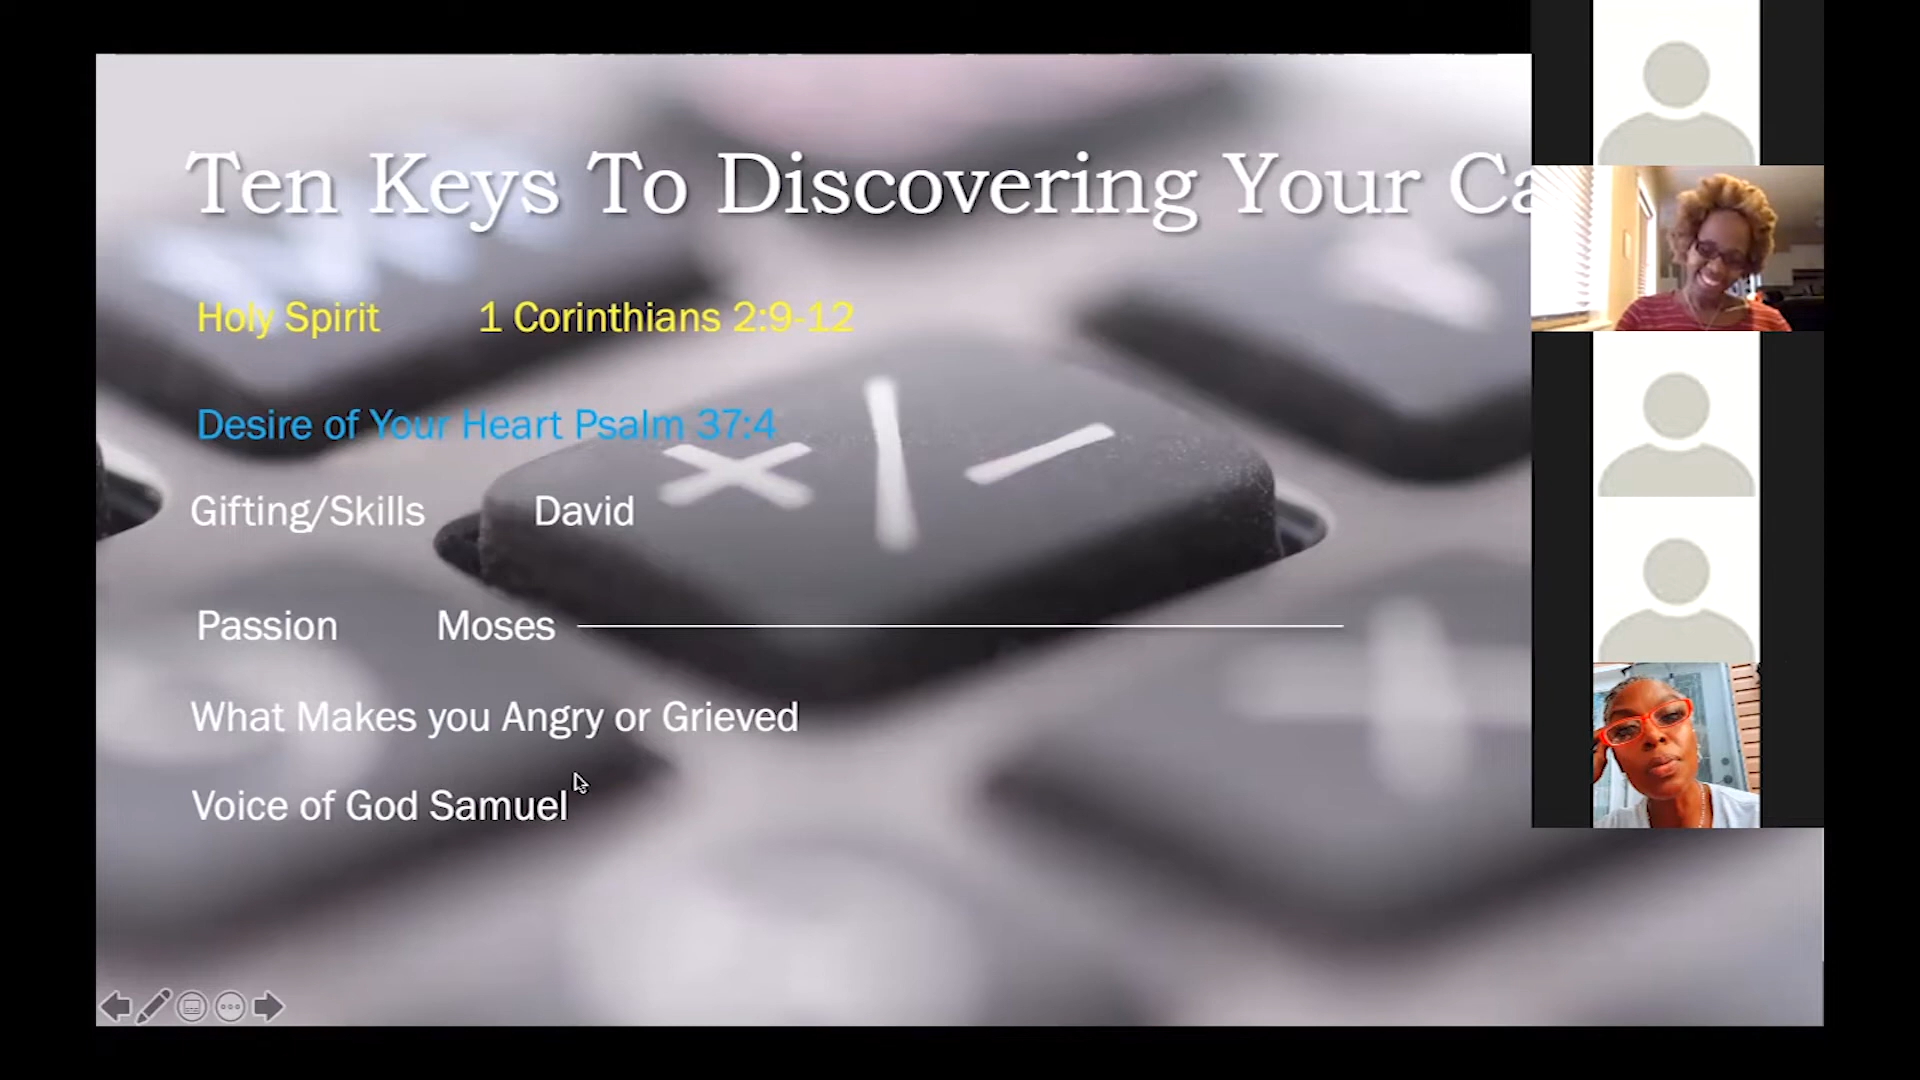 Ten Keys To Discovering Your Ca
Holy Spirit 1 Corinthians 2:9-12
Desire of Your Heart Psalm 37:4
Gifting/Skills David
Passion Moses
What Makes you Angry or Grieved
Voice of God Samuel